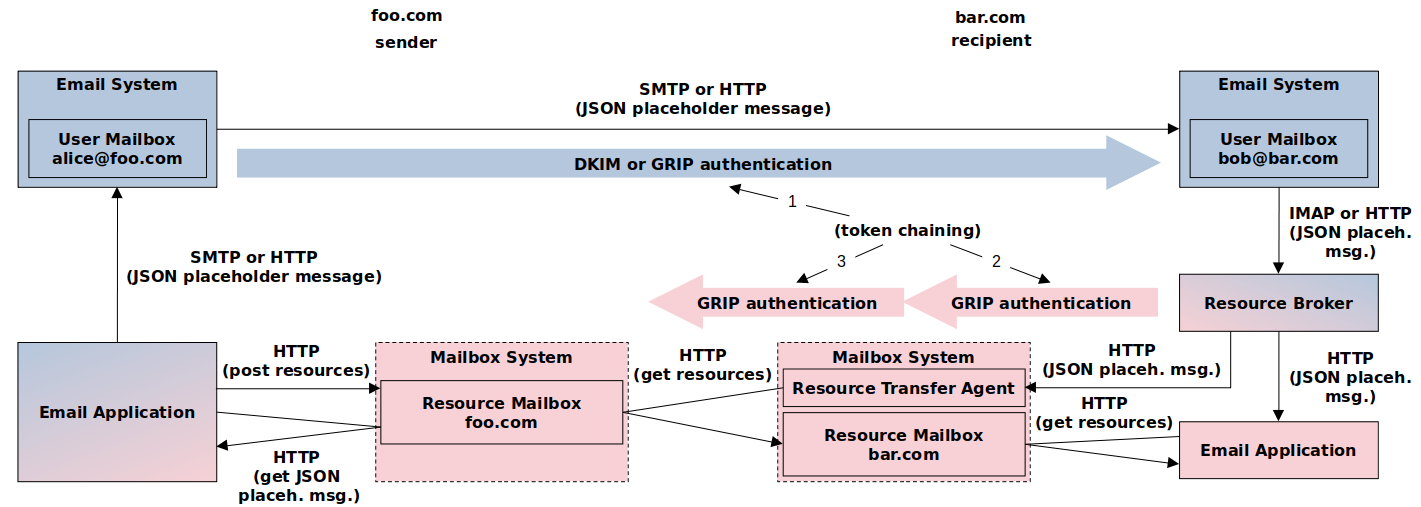 foo.com
sender
bar.com
recipient
Email System
User Mailbox
alice@foo.com
SMTP or HTTP
(JSON placeholder message)
Email System
User Mailbox
bob@bar.com
DKIM or GRIP authentication
1
(token chaining)
3
2
SMTP or HTTP
(JSON placeholder message)
IMAP or HTTP
(JSON placeh.
msg.)
GRIP authentication
GRIP authentication
Resource Broker
Email Application
HTTP
(post resources)
HTTP
(get JSON
placeh. msg.)
Mailbox System
Resource Mailbox
foo.com
HTTP
(get resources)
Mailbox System
Resource Transfer Agent
Resource Mailbox
bar.com
HTTP
(JSON placeh. msg.)
HTTP
(get resources)
HTTP
(JSON placeh.
msg.)
Email Application